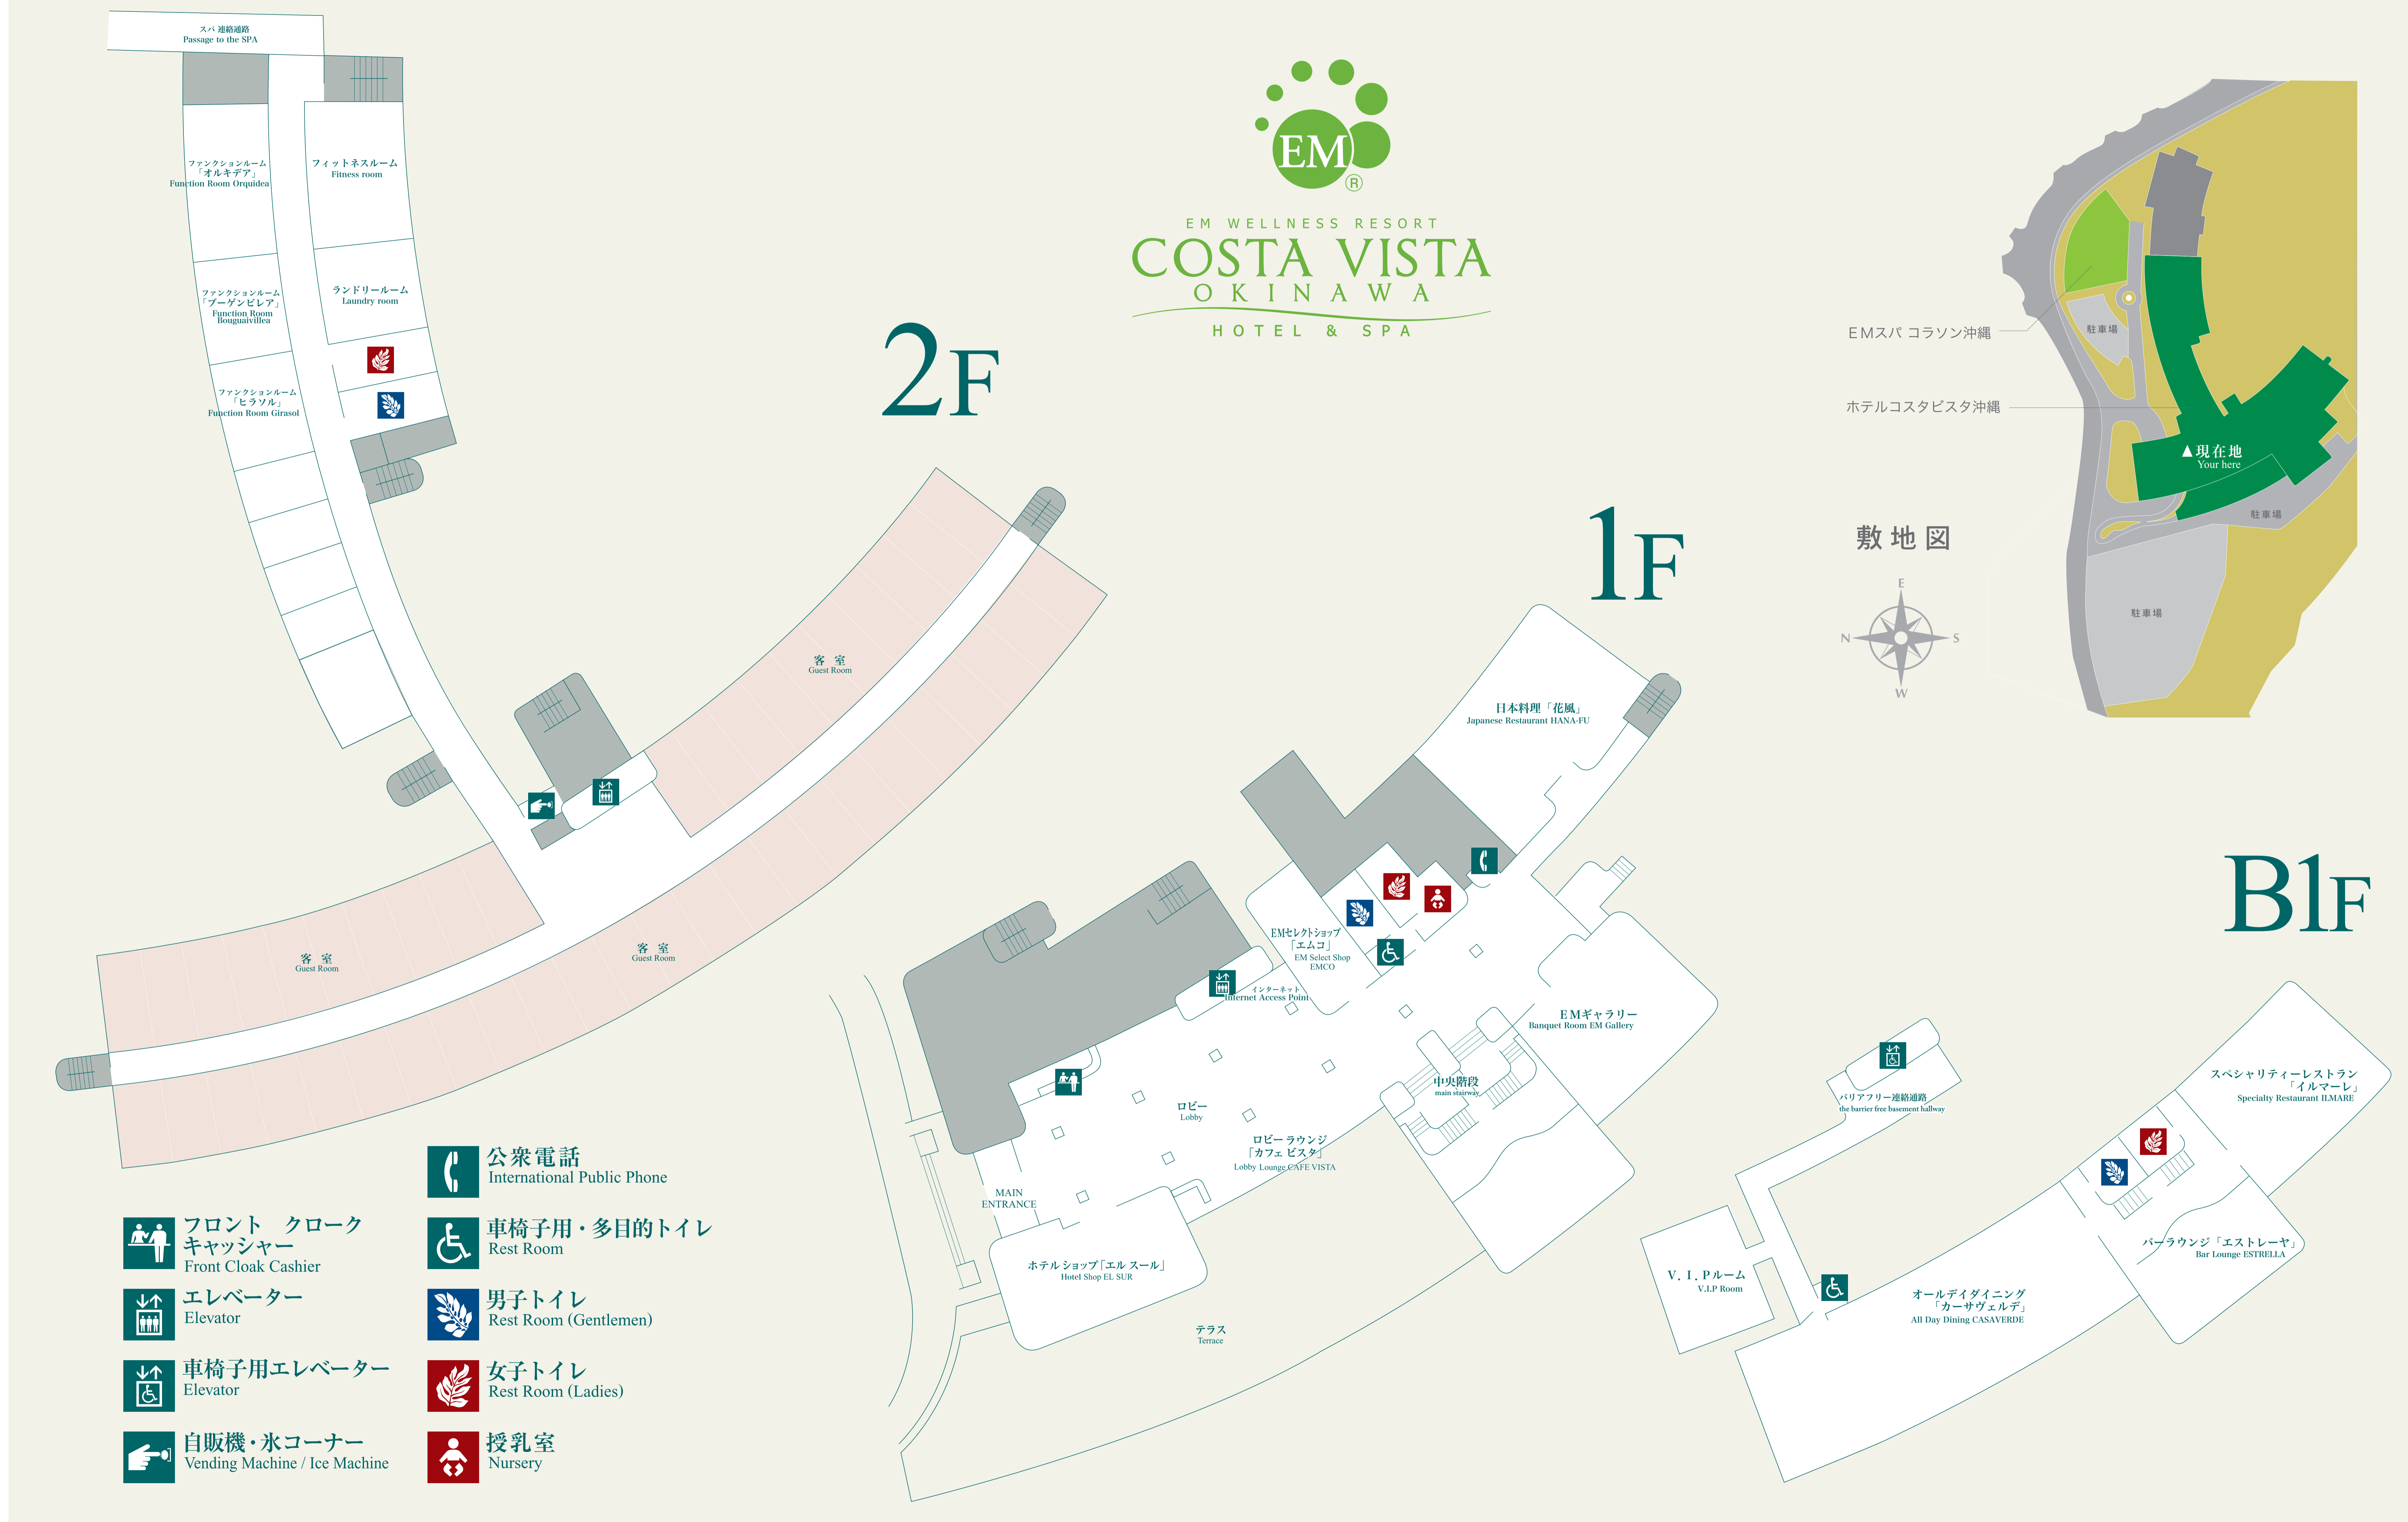 スパ 連絡通路
Passage to the SPA
ファンクションルーム
「オルキデア」
Function Room Orquidea
フィットネスルーム
Fitness room
ファンクションルーム
「ブーゲンビレア」
Function Room
Bouguaivillea
ランドリールーム
Laundry room
ファンクションルーム
「ヒラソル」
Function Room Girasol
2F
客 室
Guest Room
客 室
Guest Room
客 室
Guest Room
EM
®
EM WELLNESS RESORT
COSTA VISTA
OKINAWA
HOTEL & SPA
EMスパ コラソン沖縄
駐車場
ホテルコスタビスタ沖縄
▲現在地
Your here
駐車場
敷地図
駐車場
E
N
S
W
1F
日本料理「花風」
Japanese Restaurant HANA-FU
EMセレクトショップ
「エムコ」
EM Select Shop
EMCO
インターネット
Internet Access Point
EMギャラリー
Banquet Room EM Gallery
中央階段
main stairway
ロビー
Lobby
ロビー ラウンジ
「カフェ ビスタ」
Lobby Lounge CAFE VISTA
MAIN
ENTRANCE
ホテル ショップ「エル スール」
Hotel Shop EL SUR
テラス
Terrace
B1F
バリアフリー連絡通路
the barrier free basement hallway
スペシャリティーレストラン
「イルマーレ」
Specialty Restaurant ILMARE
バーラウンジ「エストレーヤ」
Bar Lounge ESTRELLA
V.I.Pルーム
V.I.P Room
オールデイダイニング
「カーサヴェルデ」
All Day Dining CASAVERDE
フロント クローク
キャッシャー
Front Cloak Cashier
エレベーター
Elevator
車椅子用エレベーター
Elevator
自販機・氷コーナー
Vending Machine / Ice Machine
公衆電話
International Public Phone
車椅子用・多目的トイレ
Rest Room
男子トイレ
Rest Room (Gentlemen)
女子トイレ
Rest Room (Ladies)
授乳室
Nursery